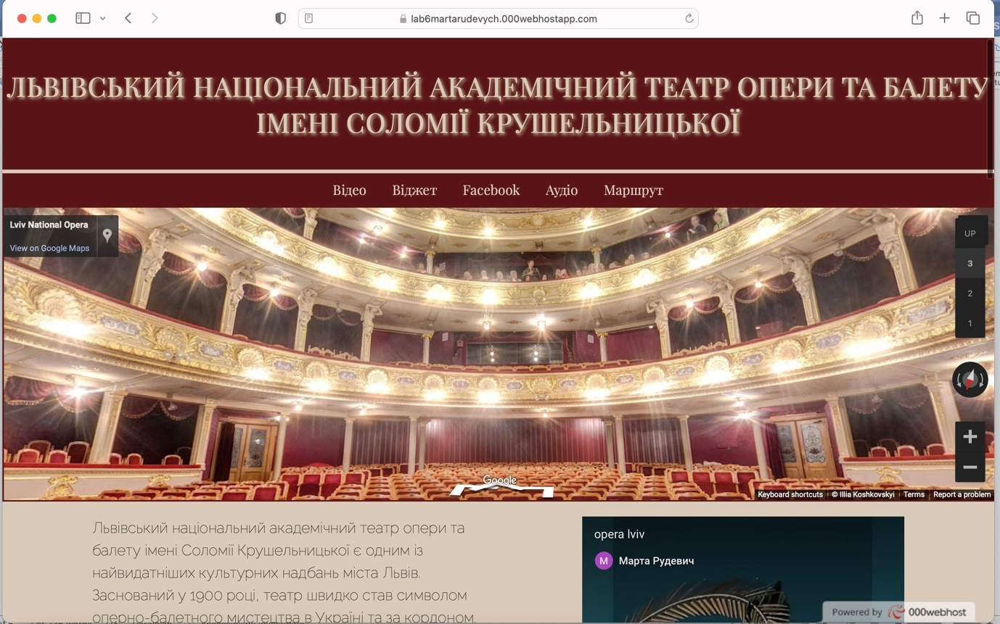 lab6martarudevych.000webhostapp.com
ЛЬВІВСЬКИЙ НАЦІОНАЛЬНИЙ АКАДЕМІЧНИЙ ТЕАТР ОПЕРИ ТА БАЛЕТУ
ІМЕНІ СОЛОМІЇ КРУШЕЛЬНИЦЬКОЇ
Відео Віджет Facebook Аудіо Маршрут
Lviv National Opera
View on Google Maps
UP
3
2
1
Google
Keyboard shortcuts © Illia Koshkovskyi Terms Report a problem
Львівський національний академічний театр опери та
балету імені Соломії Крушельницької є одним із
найвидатніших культурних надбань міста Львів.
Заснований у 1900 році, театр швидко став символом
оперно-балетного мистецтва в Україні та за кордоном.
opera lviv
М Марта Рудевич
Powered by 000webhost